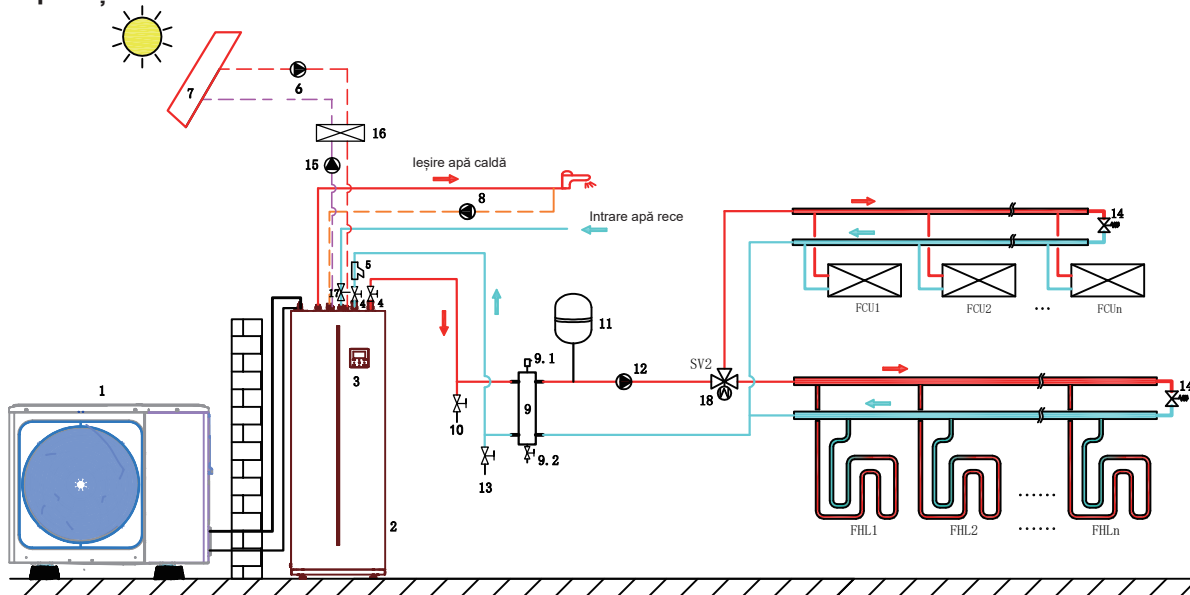 6
7
16
15
Ieșire apă caldă
8
Intrare apă rece
14
5
17
4
4
FCU1
FCU2
...
FCUn
11
9.1
SV2
3
12
18
14
1
9
10
9.2
13
2
......
FHL1
FHL2
......
FHLn